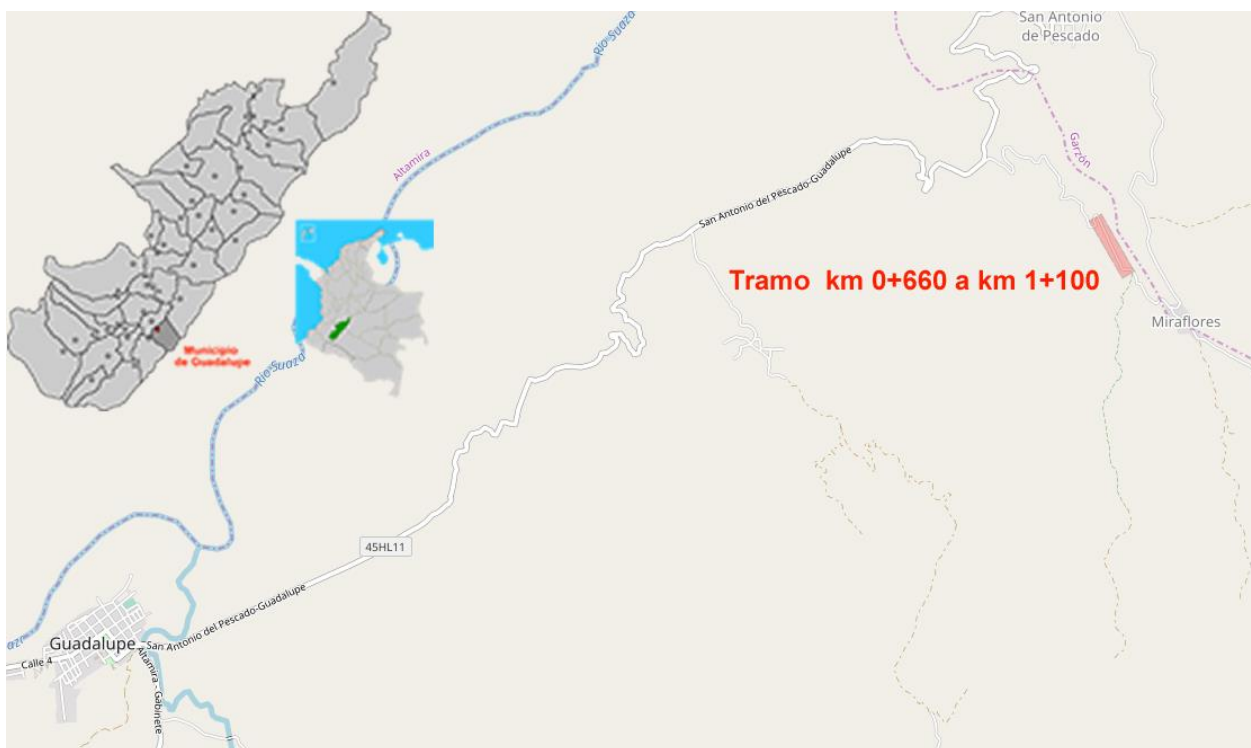 San Antonio
de Pescado
Río Suaza
Altamira
Garzón
San Antonio del Pescado-Guadalupe
Tramo km 0+660 a km 1+100
Miraflores
Municipio
de Guadalupe
Río Suaza
45HL11
San Antonio del Pescado-Guadalupe
Guadalupe
Calle 4
Altamira - Gabinete